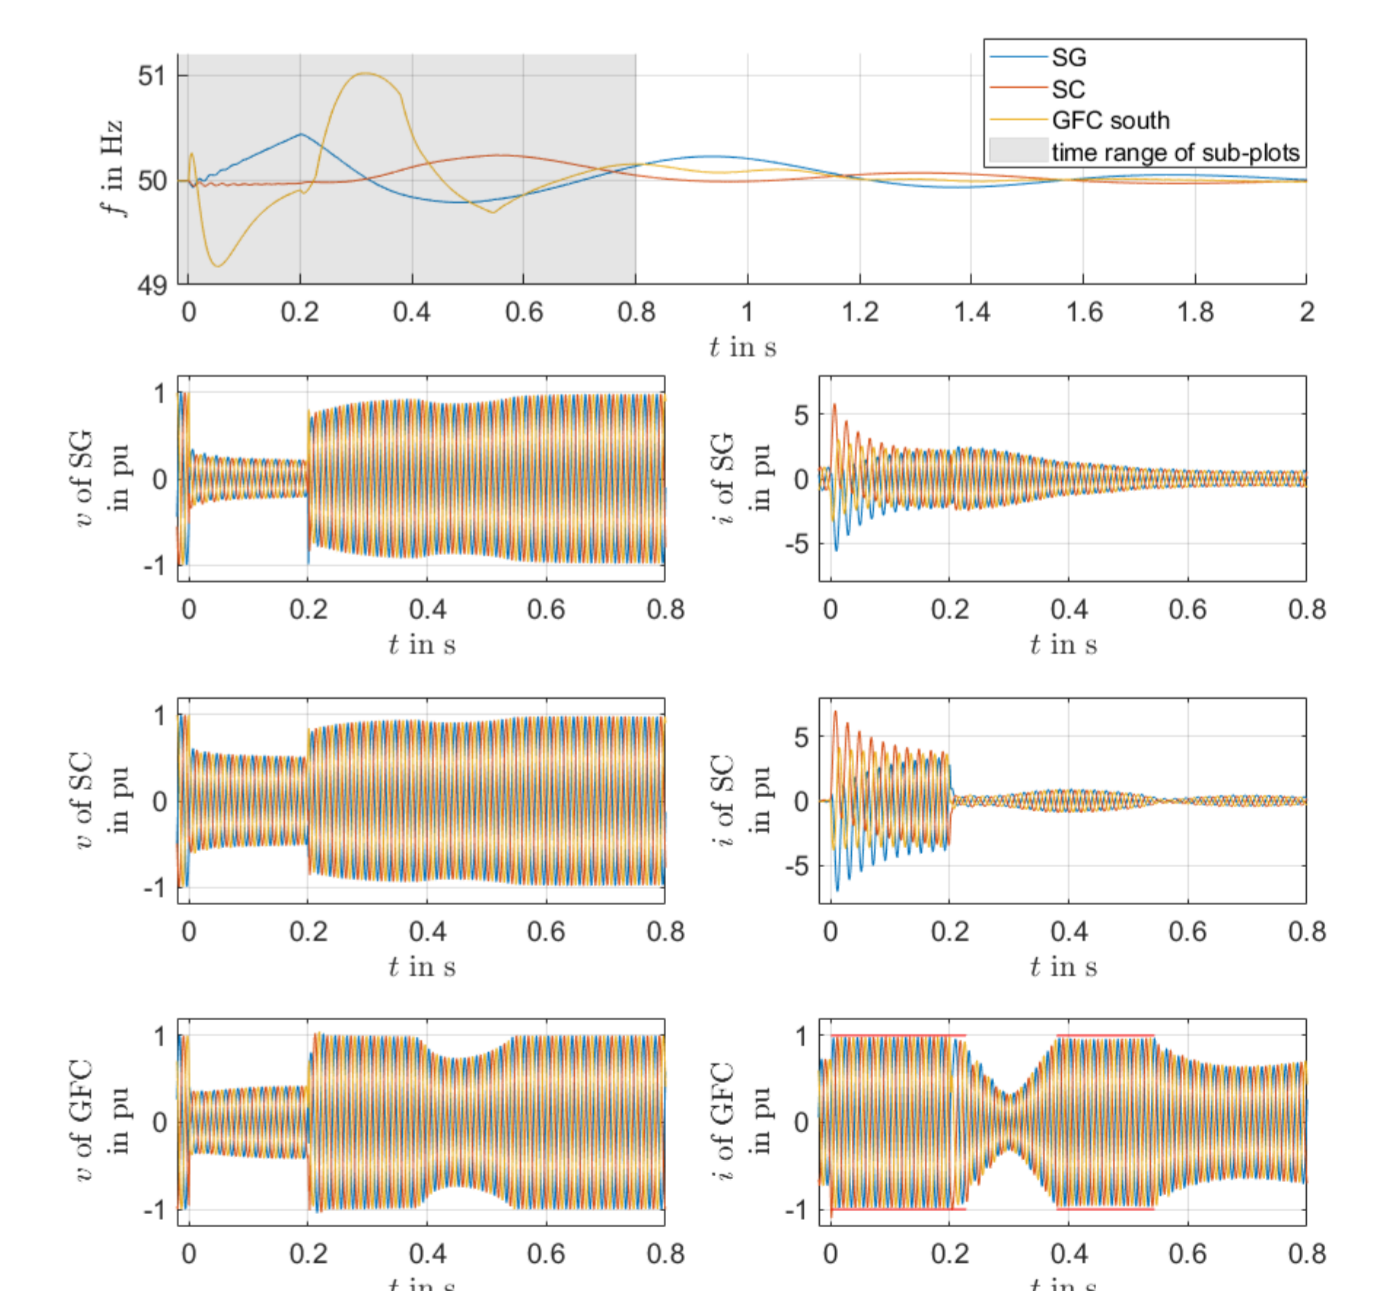 51
50
49
f in Hz
SG
SC
GFC south
time range of sub-plots
0 0.2 0.4 0.6 0.8 1 1.2 1.4 1.6 1.8 2
t in s
1
0
-1
v of SG
in pu
0 0.2 0.4 0.6 0.8
t in s
5
0
-5
i of SG
in pu
0 0.2 0.4 0.6 0.8
t in s
1
0
-1
v of SC
in pu
0 0.2 0.4 0.6 0.8
t in s
5
0
-5
i of SC
in pu
0 0.2 0.4 0.6 0.8
t in s
1
0
-1
v of GFC
in pu
0 0.2 0.4 0.6 0.8
t in s
1
0
-1
i of GFC
in pu
0 0.2 0.4 0.6 0.8
t in s